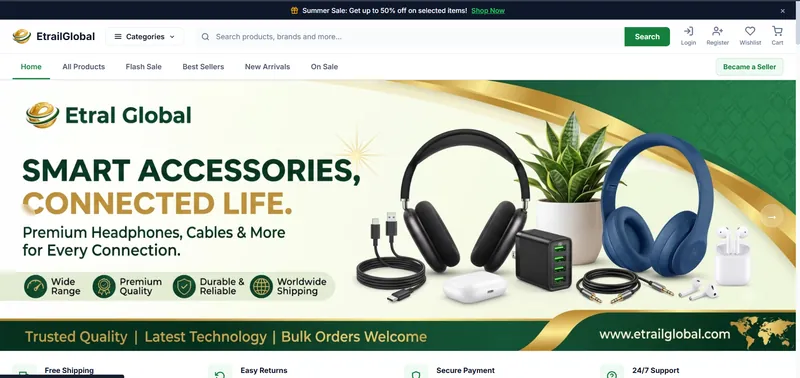 Summer Sale: Get up to 50% off on selected items! Shop Now
EtrailGlobal
Categories
Search products, brands and more...
Search
Login
Register
Wishlist
Cart
Home
All Products
Flash Sale
Best Sellers
New Arrivals
On Sale
Became a Seller
Etral Global
SMART ACCESSORIES,
CONNECTED LIFE.
Premium Headphones, Cables & More
for Every Connection.
Wide
Range
Premium
Quality
Durable &
Reliable
Worldwide
Shipping
Trusted Quality | Latest Technology | Bulk Orders Welcome
www.etrailglobal.com
Free Shipping
Easy Returns
Secure Payment
24/7 Support